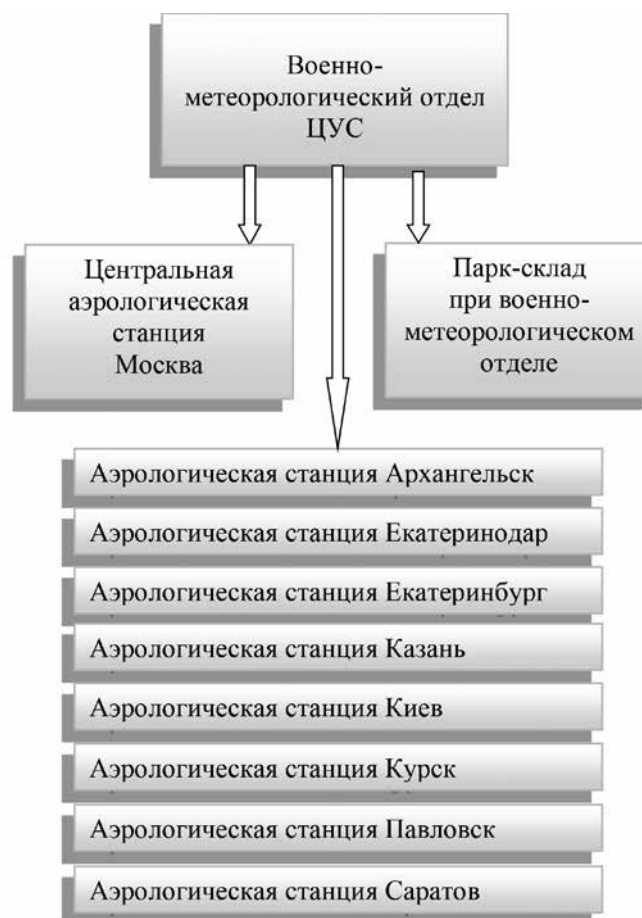 Военно-
метеорологический отдел
ЦУС
Центральная
аэрологическая
станция
Москва
Парк-склад
при военно-
метеорологическом
отделе
Аэрологическая станция Архангельск
Аэрологическая станция Екатеринодар
Аэрологическая станция Екатеринбург
Аэрологическая станция Казань
Аэрологическая станция Киев
Аэрологическая станция Курск
Аэрологическая станция Павловск
Аэрологическая станция Саратов